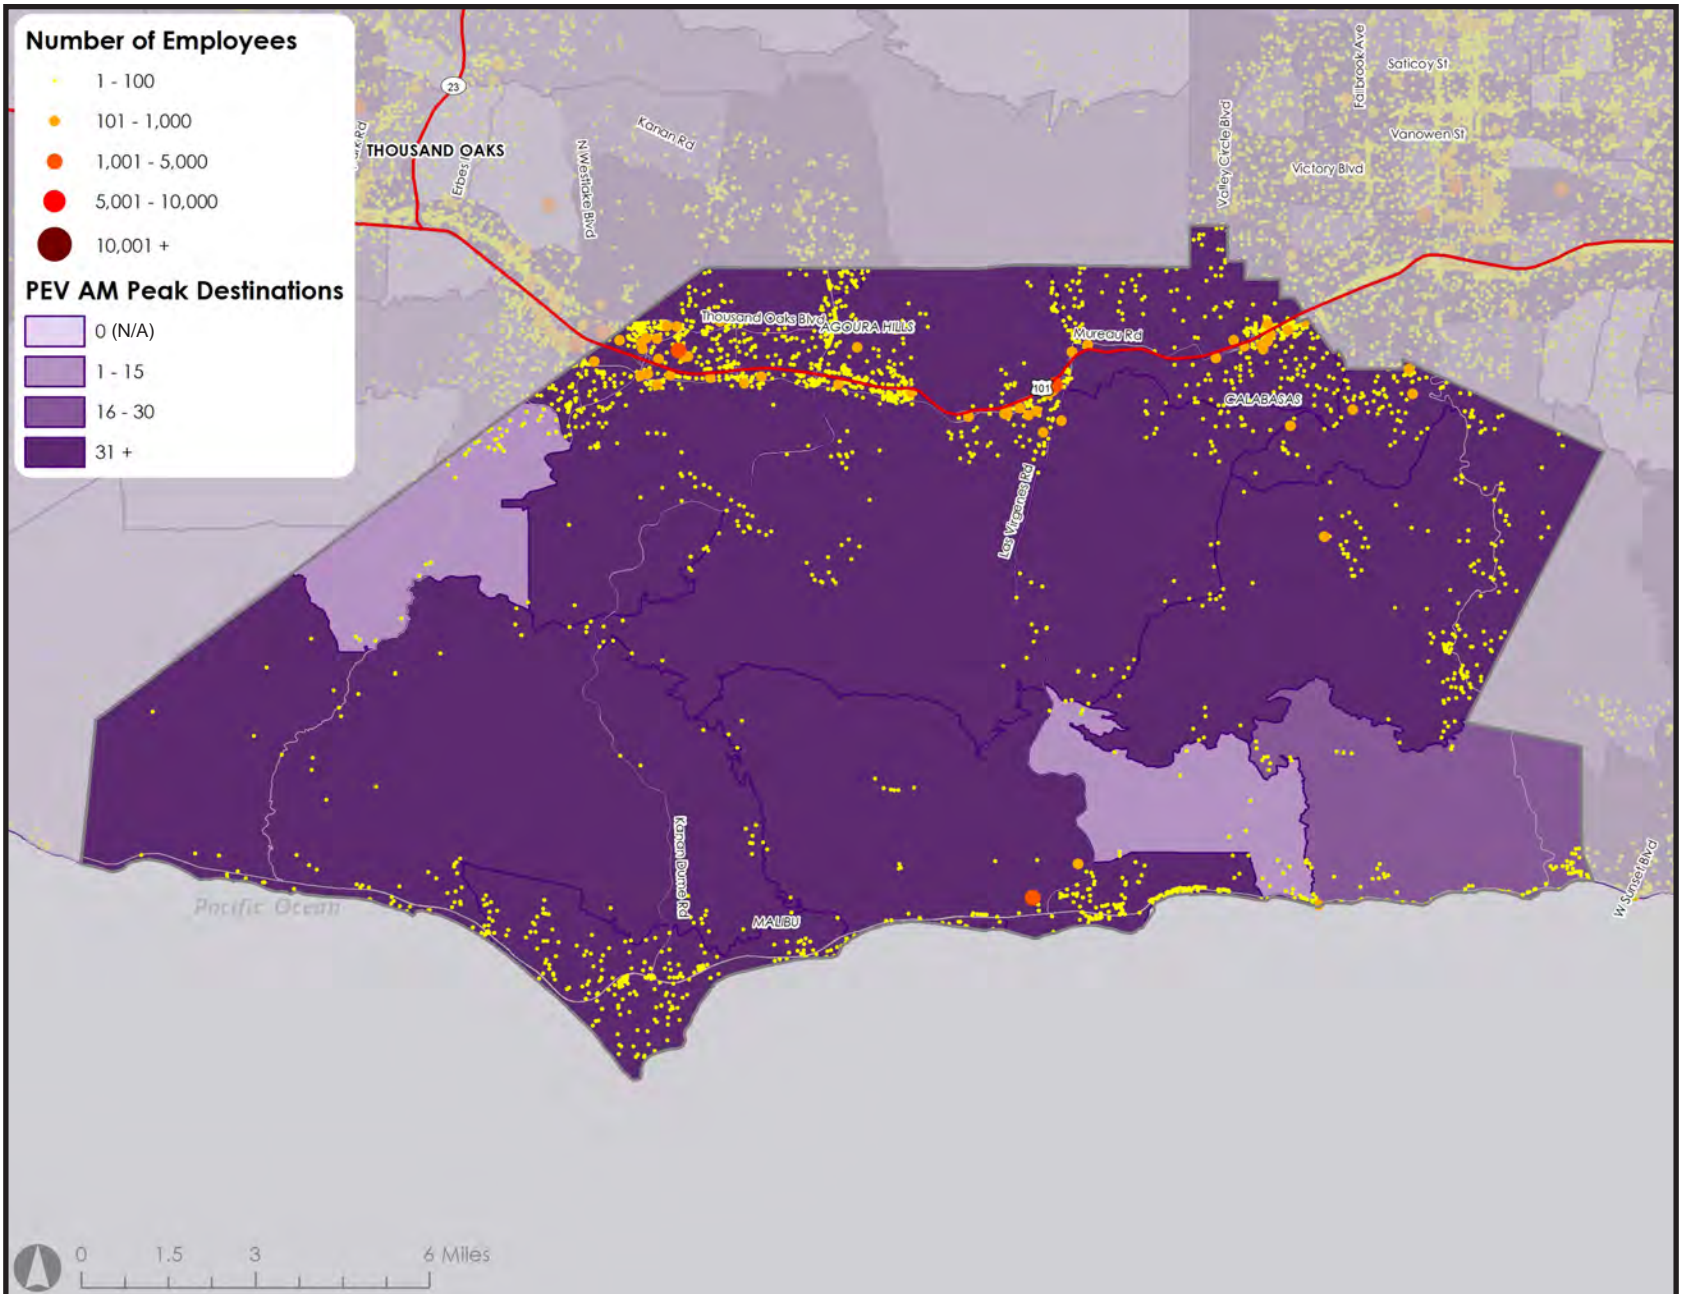 Number of Employees
1 - 100
101 - 1,000
1,001 - 5,000
5,001 - 10,000
10,001 +
PEV AM Peak Destinations
0 (N/A)
1 - 15
16 - 30
31 +
23
THOUSAND OAKS
N Westlake Blvd
Kanan Rd
Valley Circle Blvd
Fallbrook Ave
Saticoy St
Vanowen St
Victory Blvd
Thousand Oaks Blvd
AGOURA HILLS
Mureau Rd
101
CALABASAS
Las Virgenes Rd
Kanan Dume Rd
MALIBU
Pacific Ocean
W Sunset Blvd
0 1.5 3 6 Miles